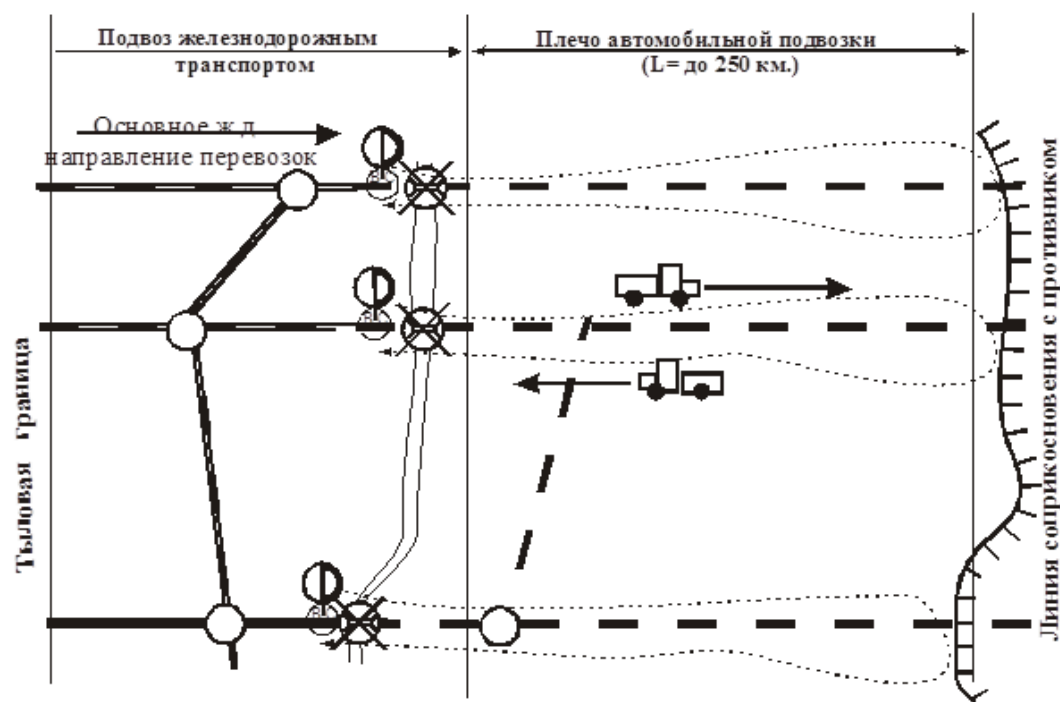 Подвоз железнодорожным
транспортом
Плечо автомобильной подвозки
(L= до 250 км.)
Основное ж.д.
направление перевозок
Тыловая граница
Линия соприкосновения с противником